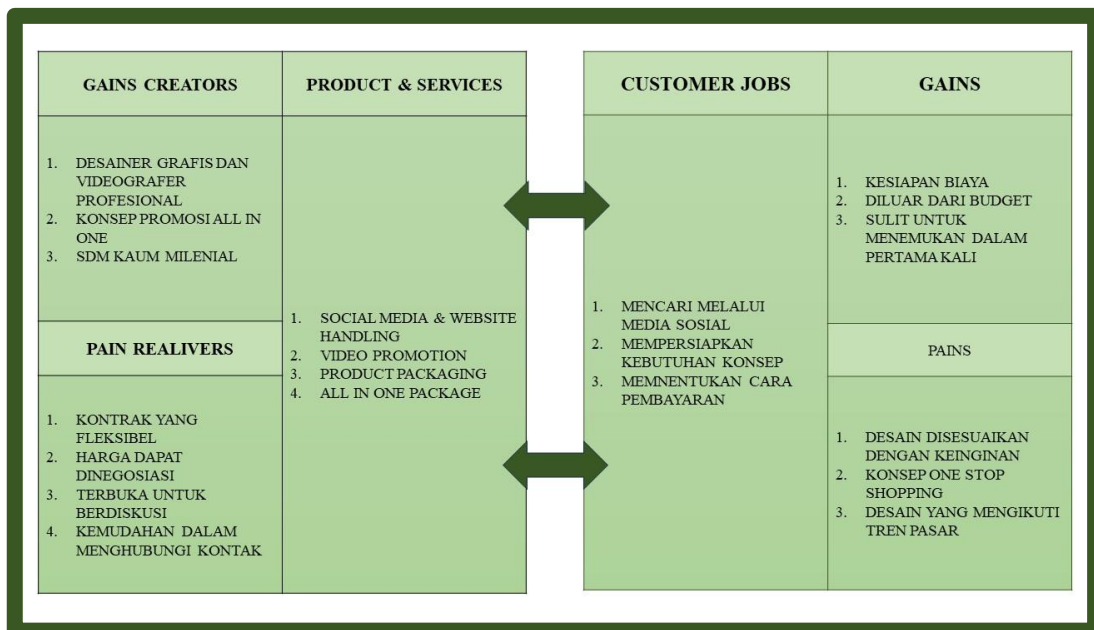 GAINS CREATORS
1. DESAINER GRAFIS DAN
VIDEOGRAFER
PROFESIONAL
2. KONSEP PROMOSI ALL IN
ONE
3. SDM KAUM MILENIAL
PAIN REALIVERS
1. KONTRAK YANG
FLEKSIBEL
2. HARGA DAPAT
DINEGOSIASI
3. TERBUKA UNTUK
BERDISKUSI
4. KEMUDAHAN DALAM
MENGHUBUNGI KONTAK
PRODUCT & SERVICES
1. SOCIAL MEDIA & WEBSITE
HANDLING
2. VIDEO PROMOTION
3. PRODUCT PACKAGING
4. ALL IN ONE PACKAGE
CUSTOMER JOBS
1. MENCARI MELALUI
MEDIA SOSIAL
2. MEMPERSIAPKAN
KEBUTUHAN KONSEP
3. MEMNENTUKAN CARA
PEMBAYARAN
GAINS
1. KESIAPAN BIAYA
2. DILUAR DARI BUDGET
3. SULIT UNTUK
MENEMUKAN DALAM
PERTAMA KALI
PAINS
1. DESAIN DISESUAIKAN
DENGAN KEINGINAN
2. KONSEP ONE STOP
SHOPPING
3. DESAIN YANG MENGIKUTI
TREN PASAR